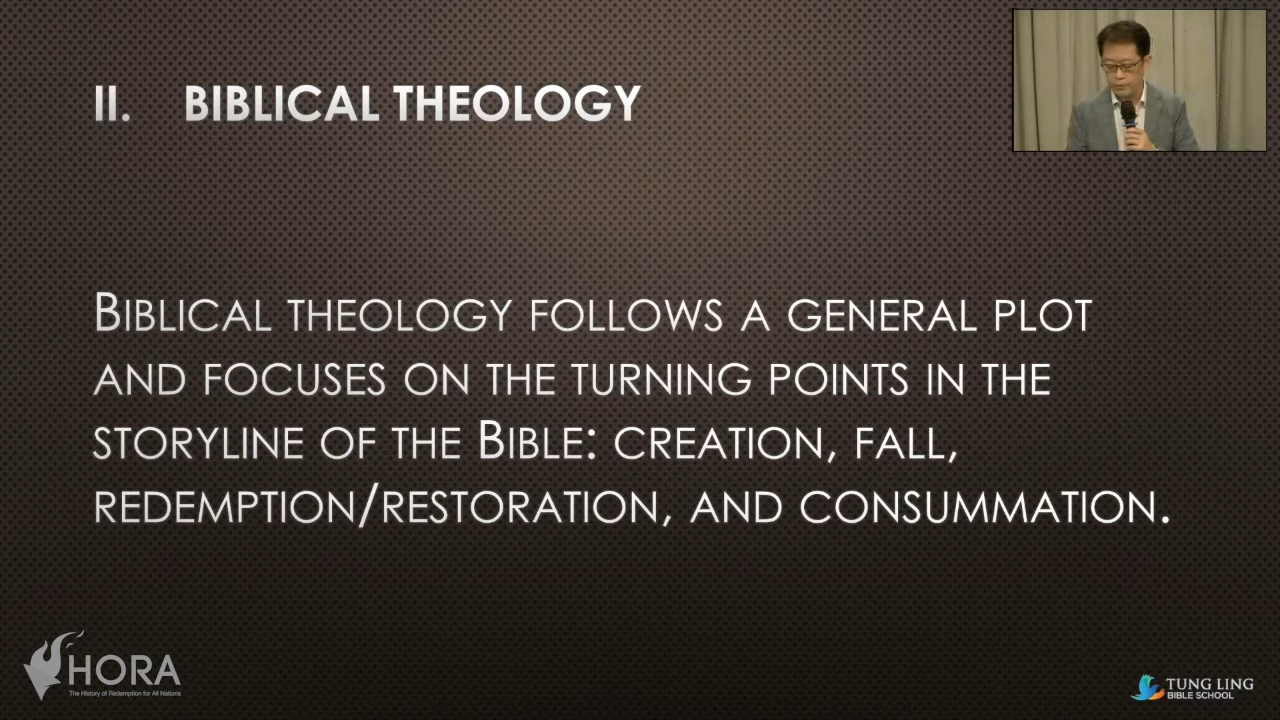 II. BIBLICAL THEOLOGY
BIBLICAL THEOLOGY FOLLOWS A GENERAL PLOT
AND FOCUSES ON THE TURNING POINTS IN THE
STORYLINE OF THE BIBLE: CREATION, FALL,
REDEMPTION/RESTORATION, AND CONSUMMATION.
HORA
The History of Redemption for All Nations
TUNG LING
BIBLE SCHOOL